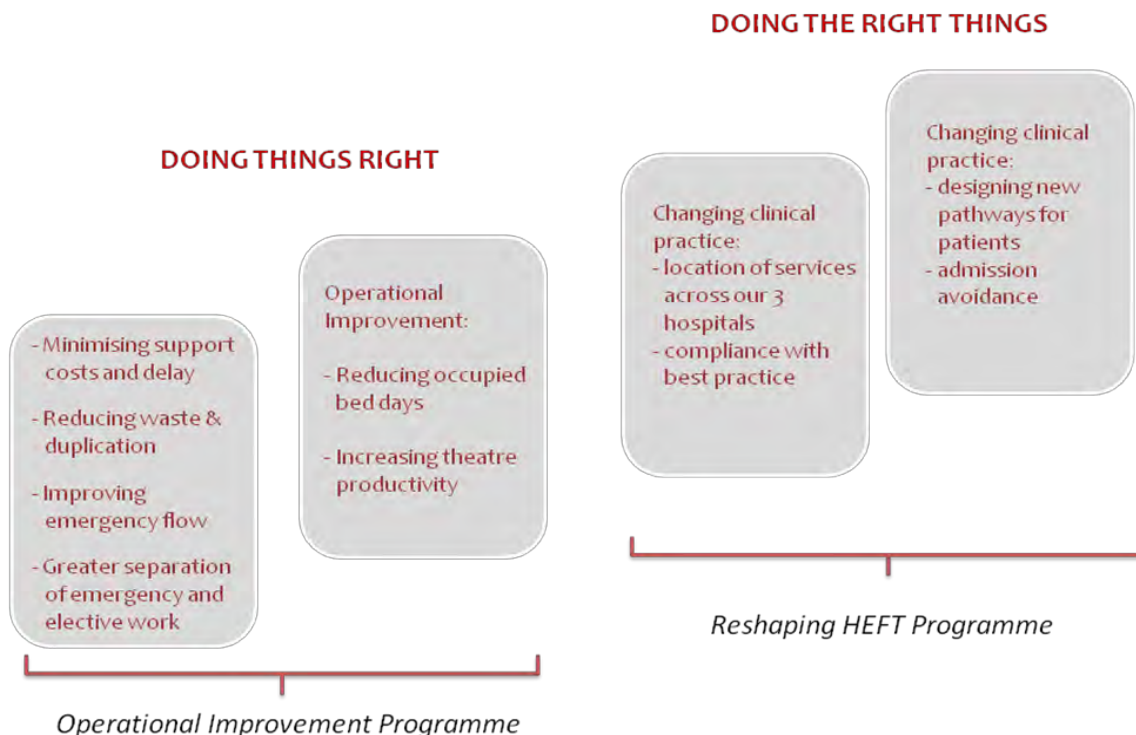 DOING THINGS RIGHT
- Minimising support
costs and delay
- Reducing waste &
duplication
- Improving
emergency flow
- Greater separation
of emergency and
elective work
Operational
Improvement:
- Reducing occupied
bed days
- Increasing theatre
productivity
Operational Improvement Programme
DOING THE RIGHT THINGS
Changing clinical
practice:
- location of services
across our 3
hospitals
- compliance with
best practice
Changing clinical
practice:
- designing new
pathways for
patients
- admission
avoidance
Reshaping HEFT Programme